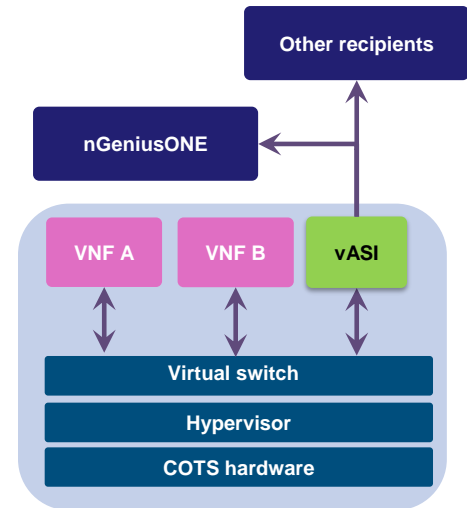 Other recipients
nGeniusONE
VNF A
VNF B
vASI
Virtual switch
Hypervisor
COTS hardware